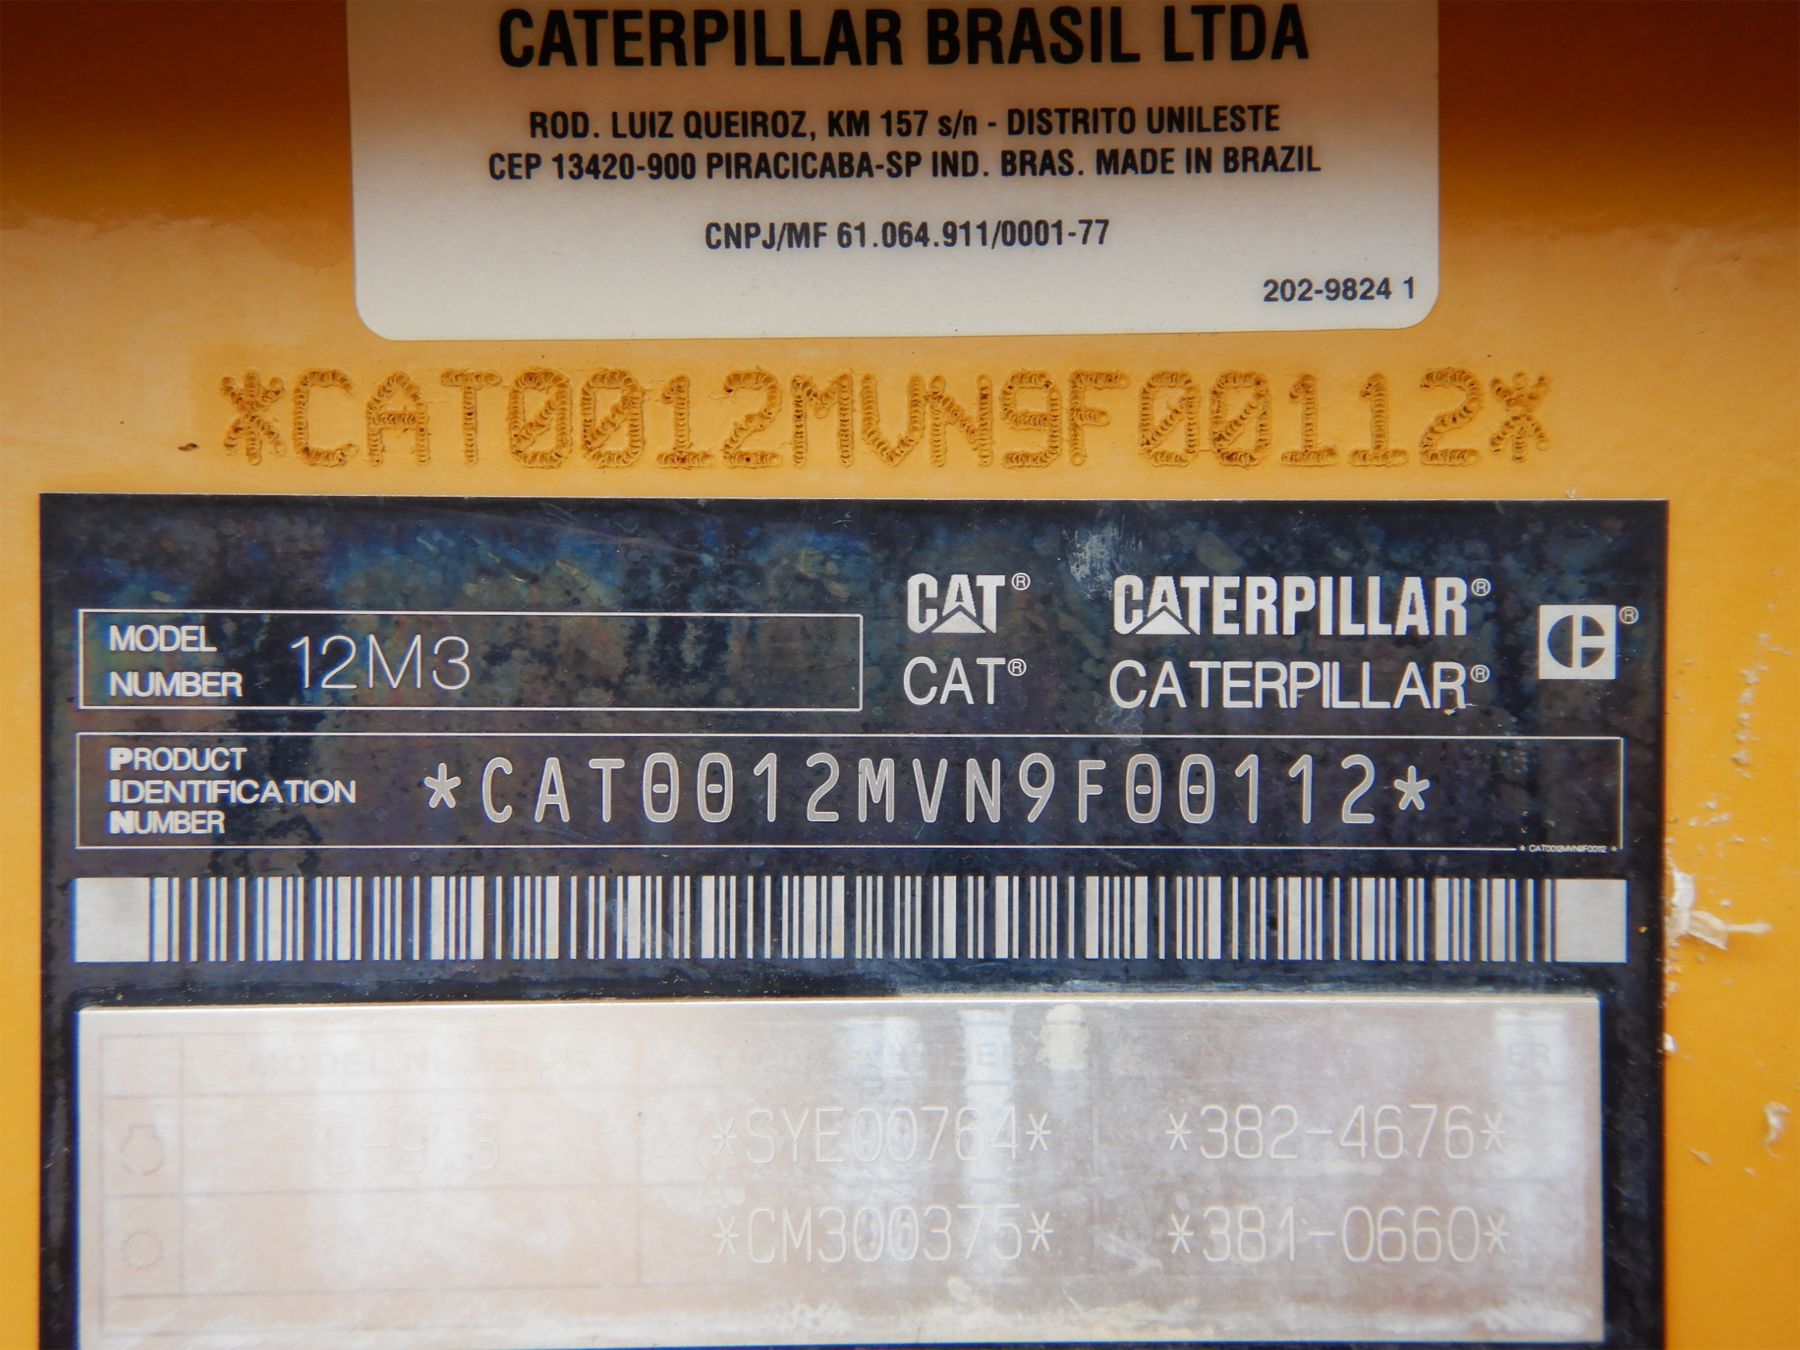 CATERPILLAR BRASIL LTDA
ROD. LUIZ QUEIROZ, KM 157 s/n - DISTRITO UNILESTE
CEP 13420-900 PIRACICABA-SP IND. BRAS. MADE IN BRAZIL
CNPJ/MF 61.064.911/0001-77
202-9824 1
*CAT0012MVN9F00112*
CAT® CATERPILLAR®
MODEL
NUMBER 12M3
CAT® CATERPILLAR®
PRODUCT
IDENTIFICATION
NUMBER
*CAT0012MVN9F00112*
* CAT0012MVN9F00112 *
MODEL
*SYE00764* *382-4676*
*CM300375* *381-0660*